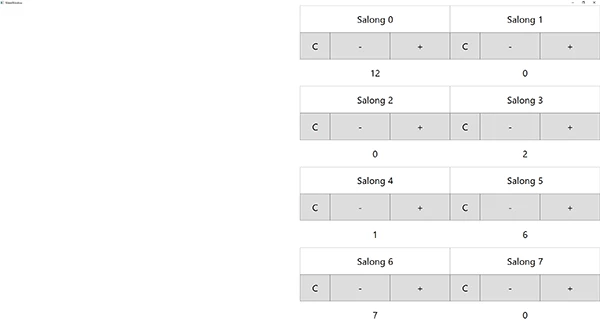 Salong 0 Salong 1
C - + C - +
12 0
Salong 2 Salong 3
C - + C - +
0 2
Salong 4 Salong 5
C - + C - +
1 6
Salong 6 Salong 7
C - + C - +
7 0